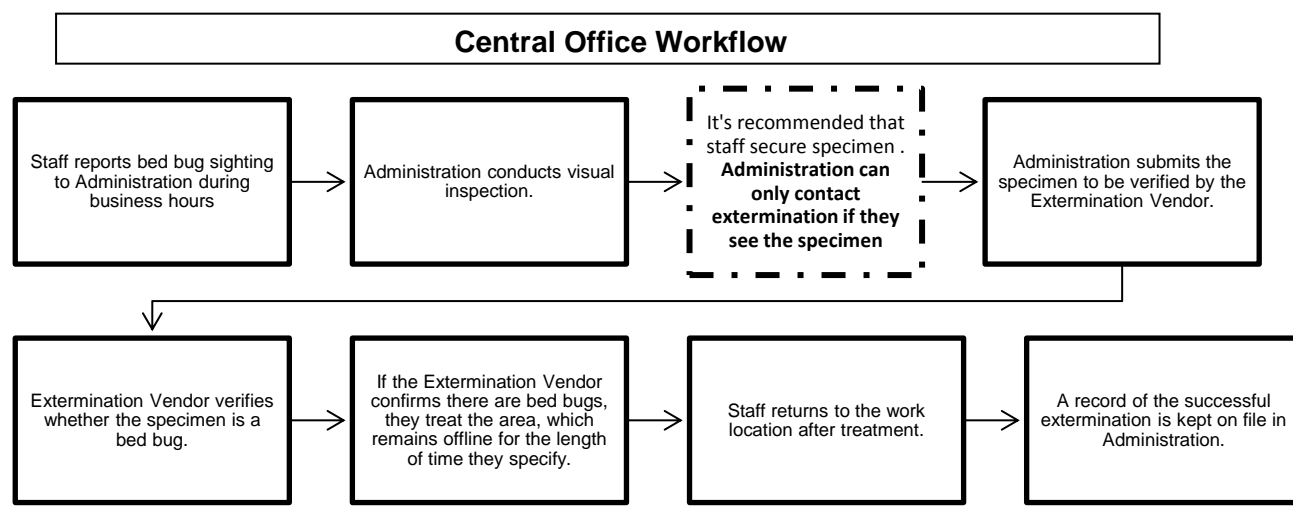 Central Office Workflow
Staff reports bed bug sighting
to Administration during
business hours
Administration conducts visual
inspection.
It's recommended that
staff secure specimen .
Administration can
only contact
extermination if they
see the specimen
Administration submits the
specimen to be verified by the
Extermination Vendor.
Extermination Vendor verifies
whether the specimen is a
bed bug.
If the Extermination Vendor
confirms there are bed bugs,
they treat the area, which
remains offline for the length
of time they specify.
Staff returns to the work
location after treatment.
A record of the successful
extermination is kept on file in
Administration.